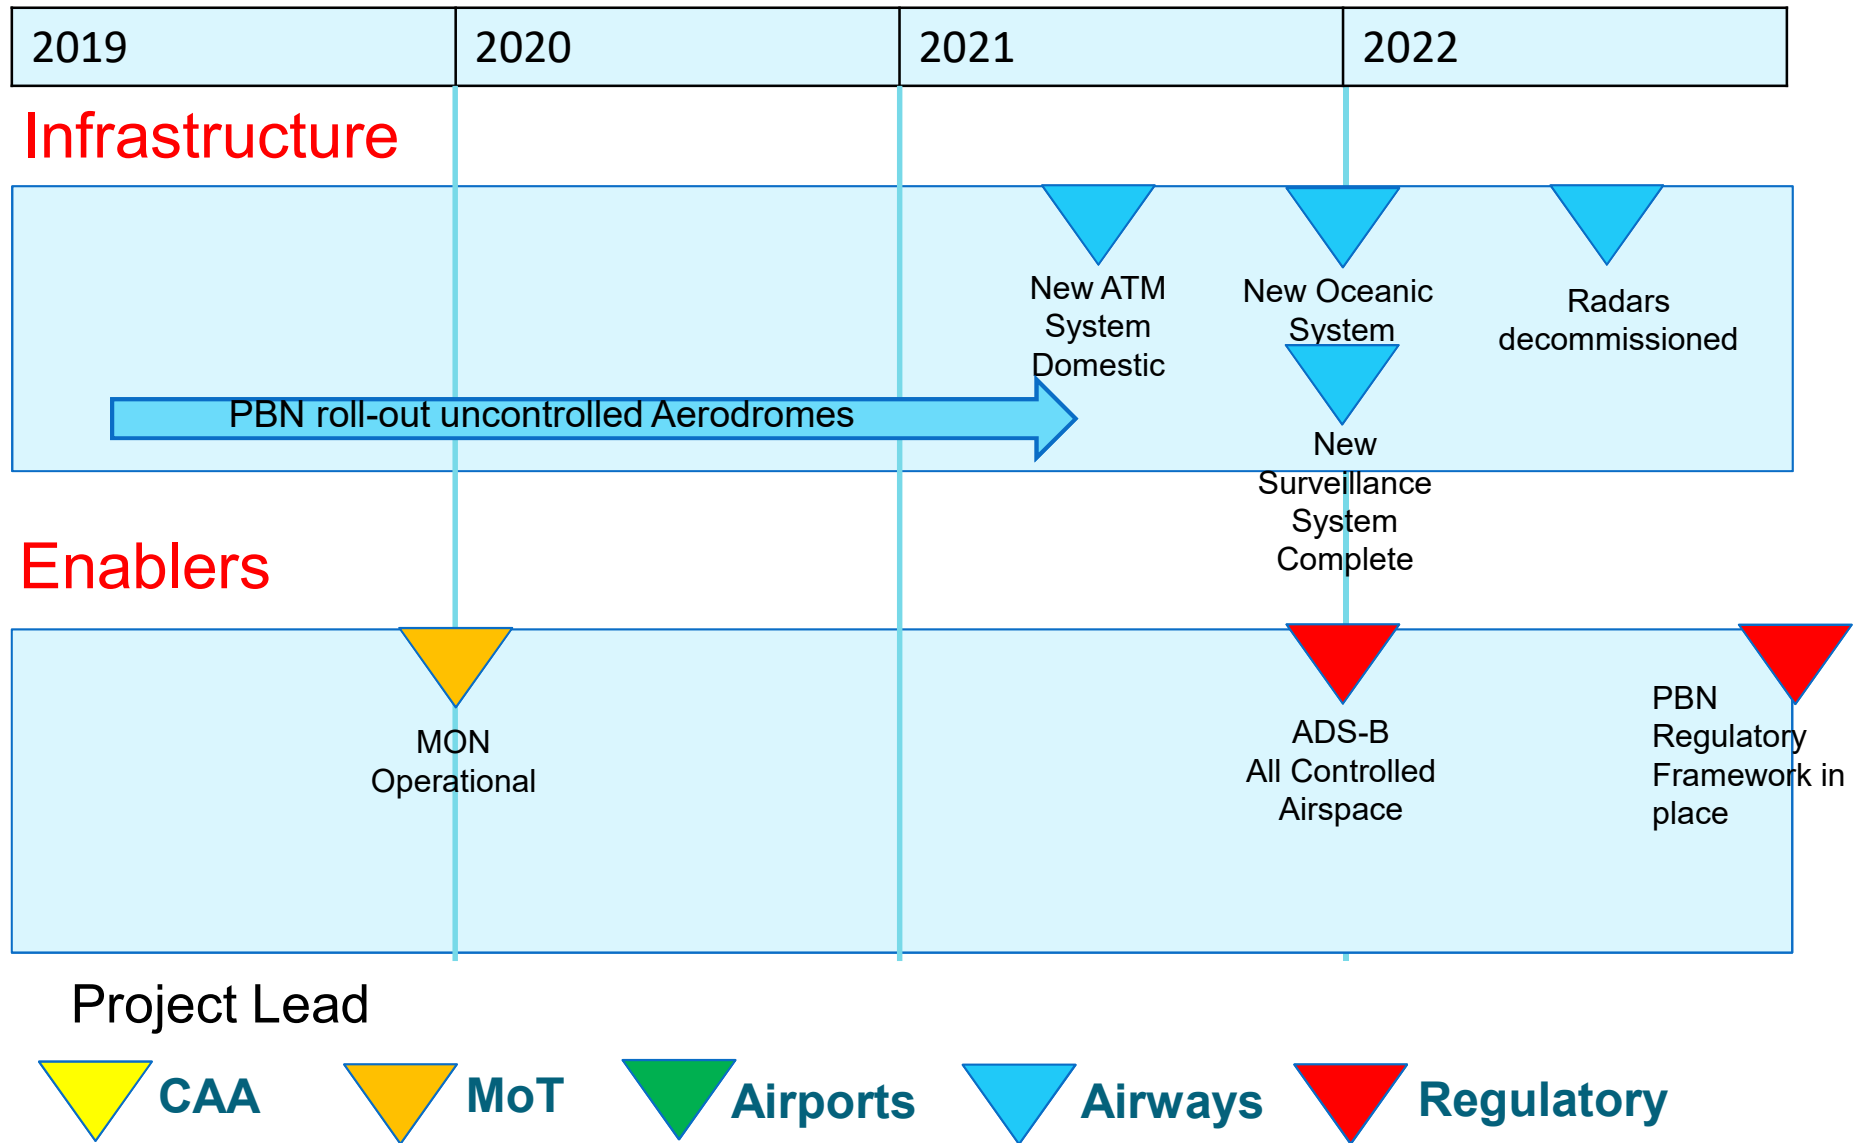 2019 2020 2021 2022
Infrastructure
New ATM
System
Domestic
New Oceanic
System
Radars
decommissioned
PBN roll-out uncontrolled Aerodromes
New
Surveillance
System
Complete
Enablers
MON
Operational
ADS-B
All Controlled
Airspace
PBN
Regulatory
Framework in
place
Project Lead
CAA MoT Airports Airways Regulatory